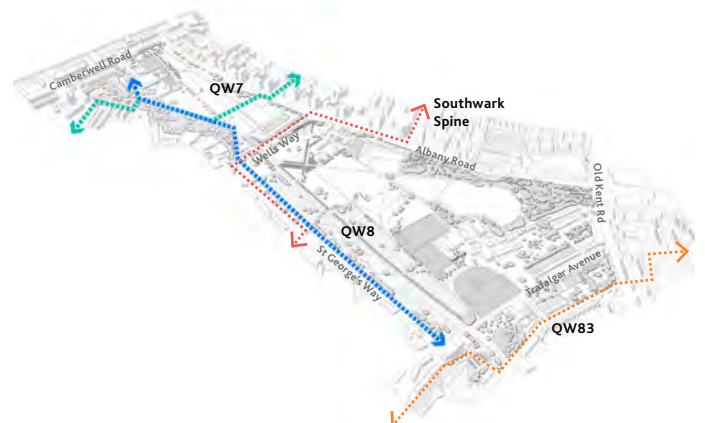 Camberwell Road
QW7
Southwark
Spine
Wells Way
Albany Road
Old Kent Rd
QW8
St George's Way
Trafalgar Avenue
QW83